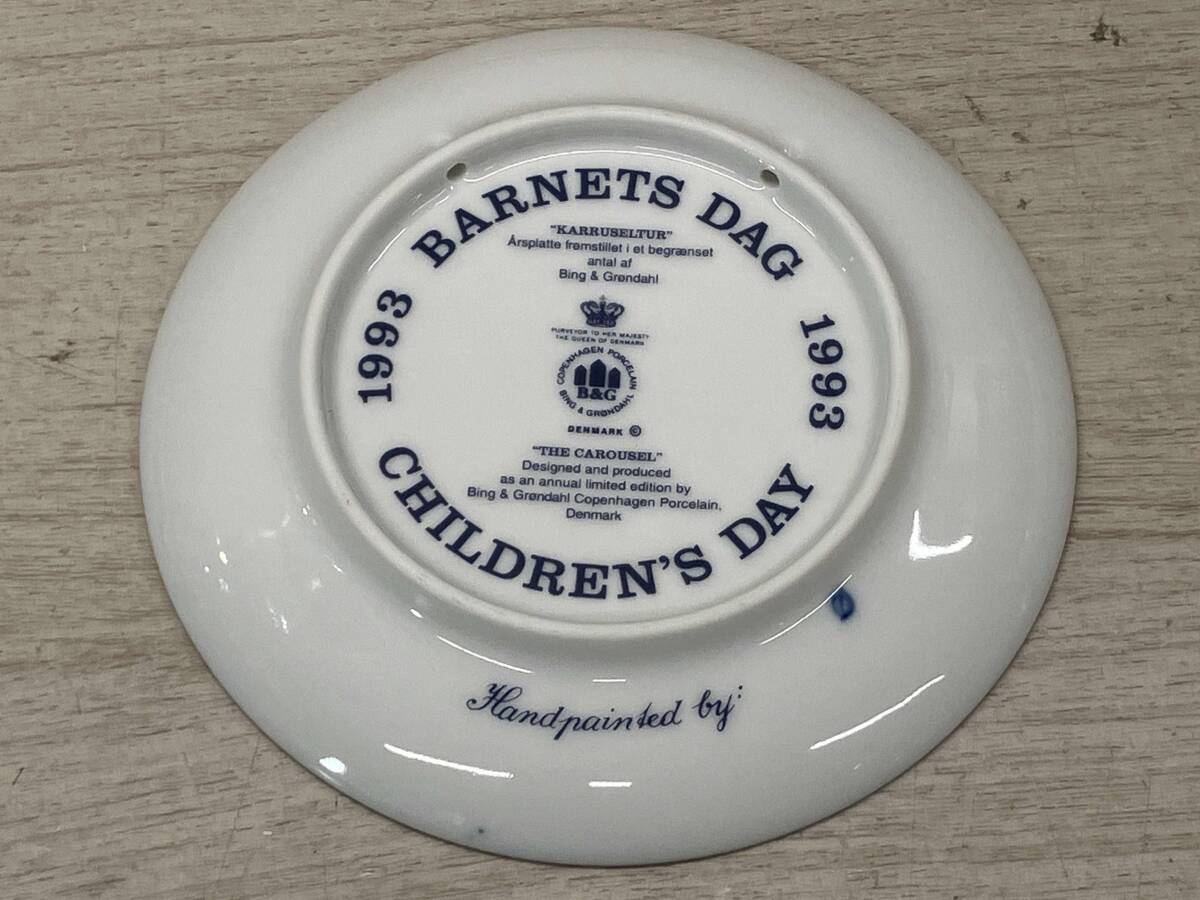 BARNETS DAG
"KARRUSELTUR"
Årsplatte fremstillet i et begrænset
antal af
Bing & Grøndahl
1993
1993
PURVEYOR TO HER MAJESTY
THE QUEEN OF DENMARK
COPENHAGEN PORCELAIN
B&G
BING & GRØNDAHL
DENMARK ©
"THE CAROUSEL"
Designed and produced
as an annual limited edition by
Bing & Grøndahl Copenhagen Porcelain,
Denmark
CHILDREN'S DAY
Handpainted by: